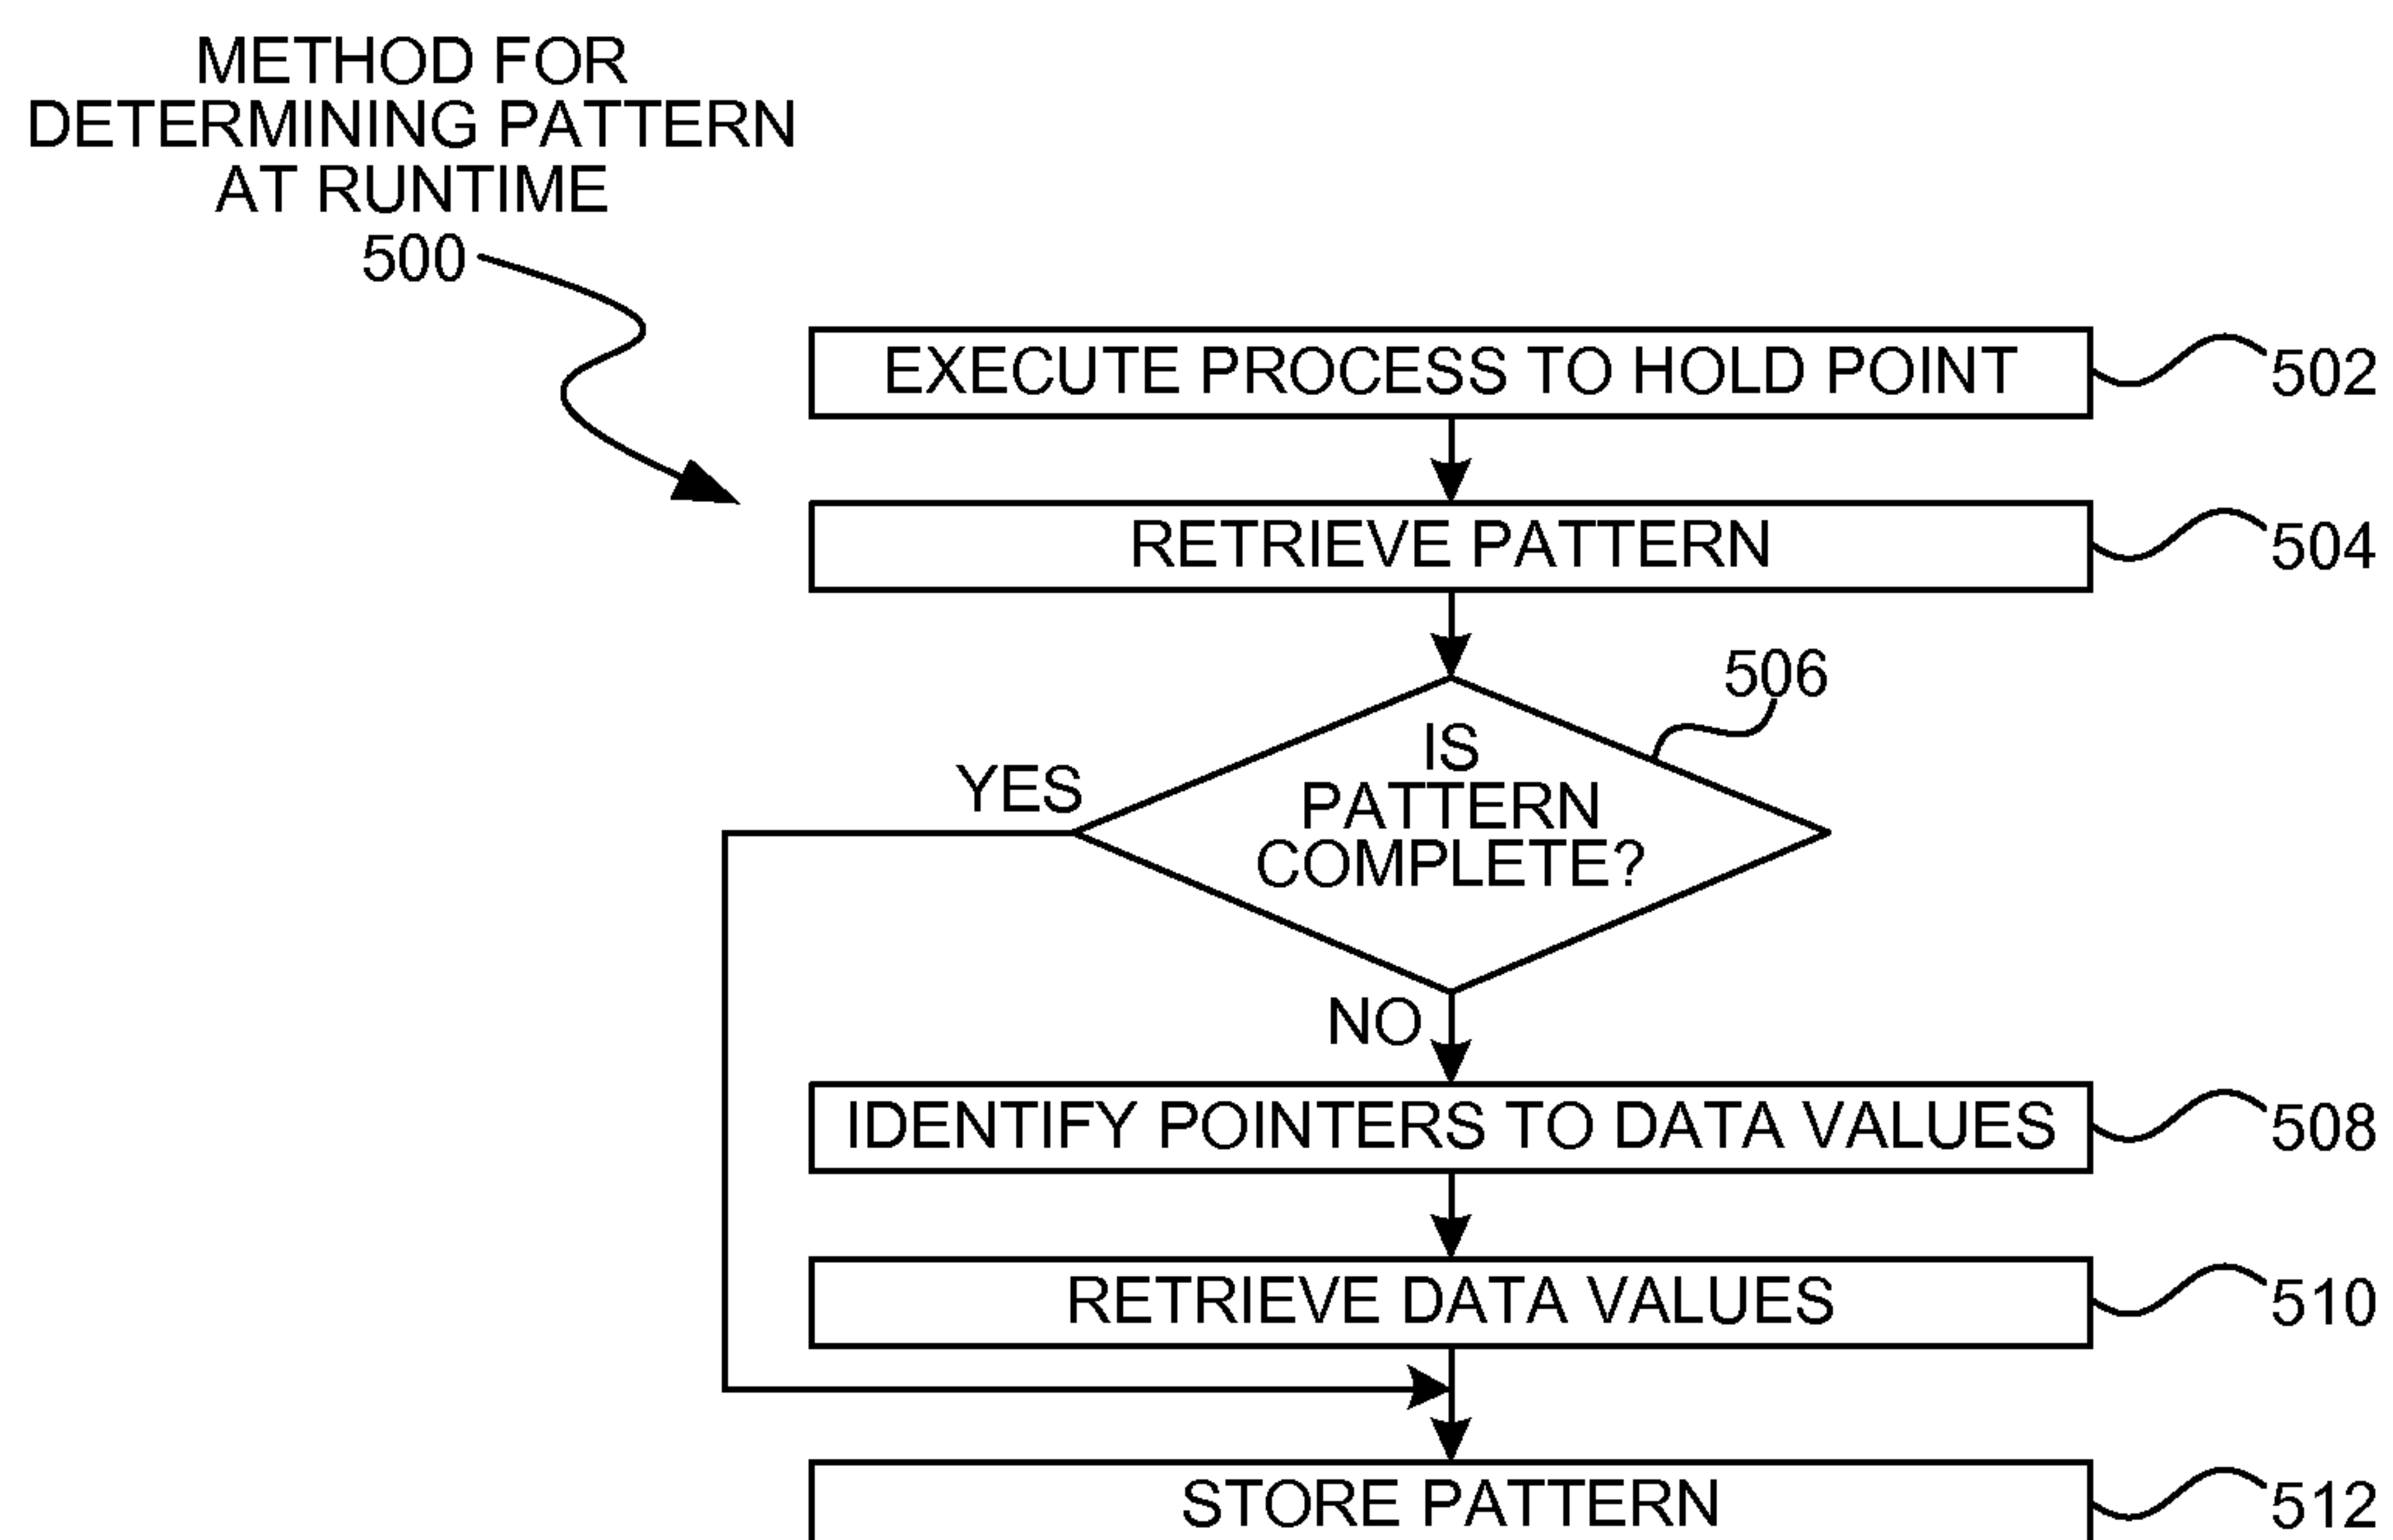 METHOD FOR
DETERMINING PATTERN
AT RUNTIME
500
EXECUTE PROCESS TO HOLD POINT
502
RETRIEVE PATTERN
504
506
IS
PATTERN
COMPLETE?
YES
NO
IDENTIFY POINTERS TO DATA VALUES
508
RETRIEVE DATA VALUES
510
STORE PATTERN
512